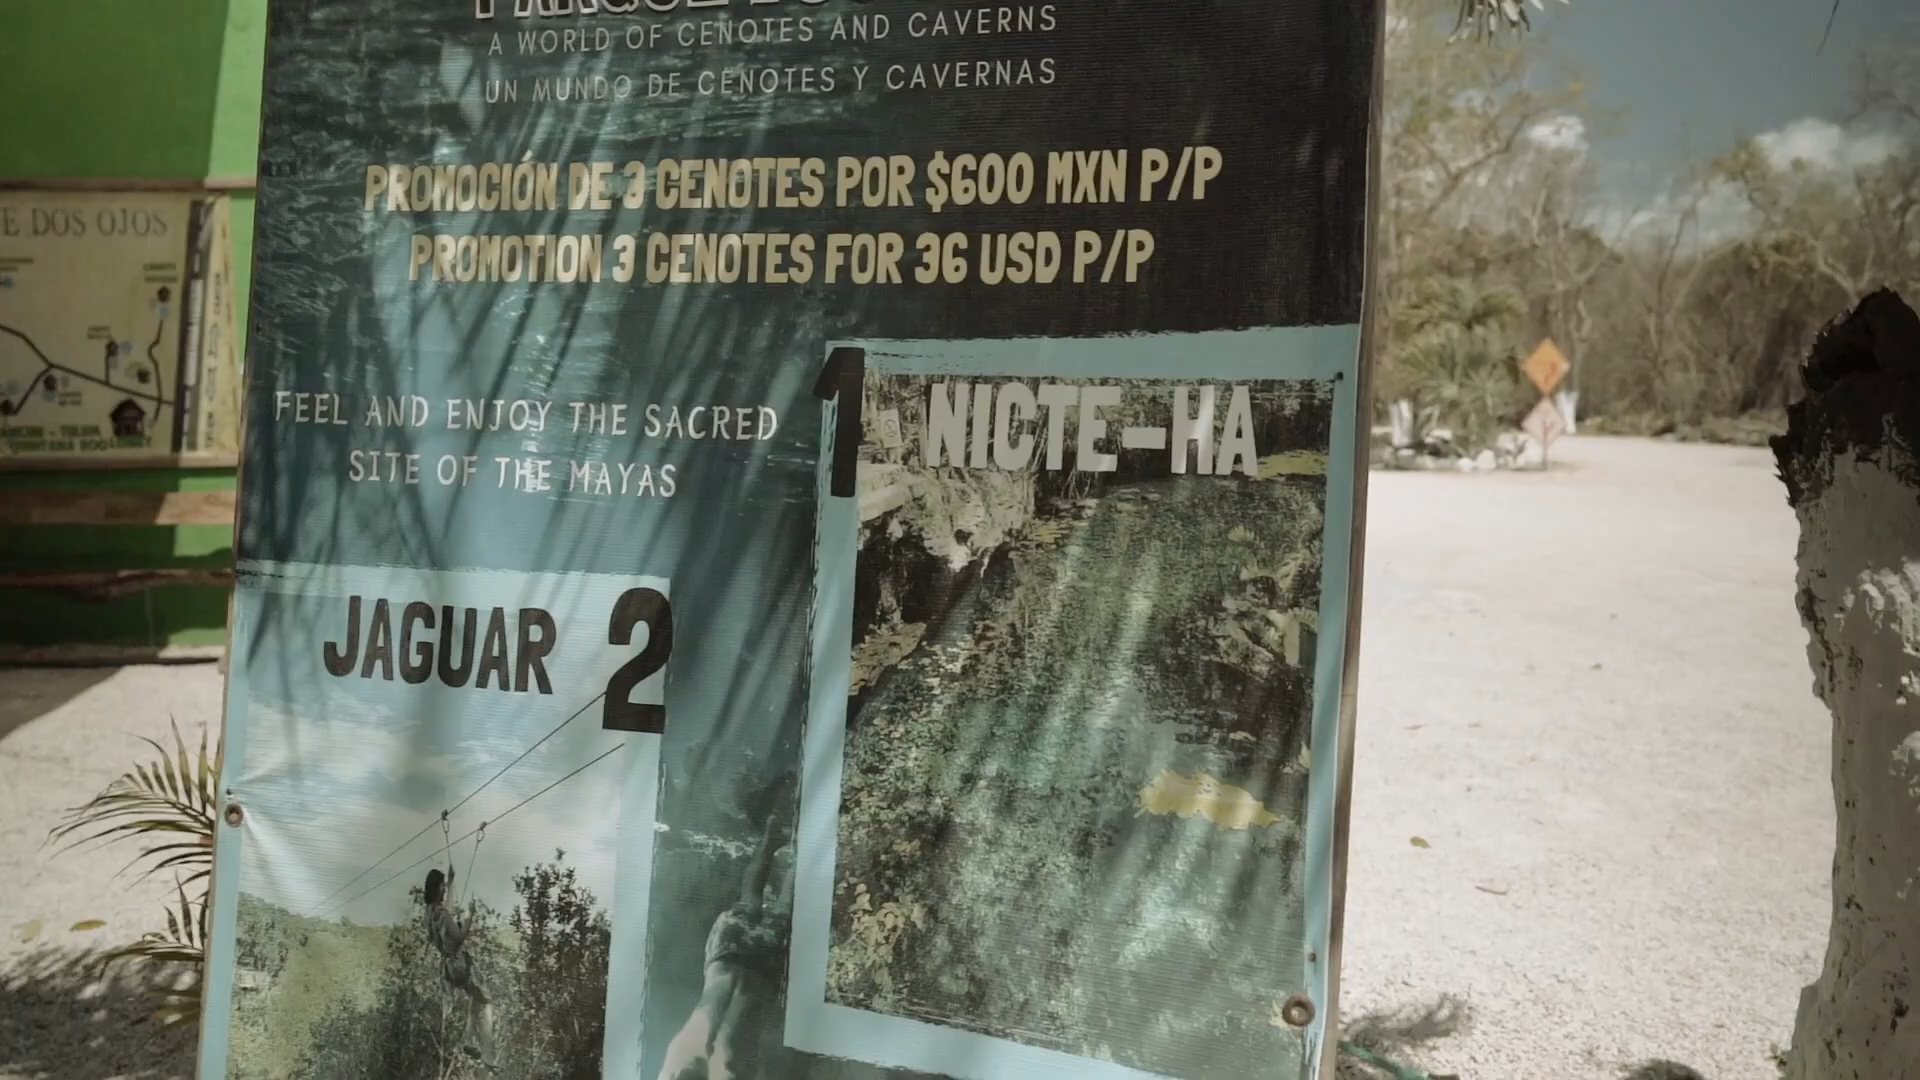 PARQUE
A WORLD OF CENOTES AND CAVERNS
UN MUNDO DE CENOTES Y CAVERNAS
PROMOCIÓN DE 3 CENOTES POR $600 MXN P/P
PROMOTION 3 CENOTES FOR 36 USD P/P
FEEL AND ENJOY THE SACRED
SITE OF THE MAYAS
1- NICTE-HA
JAGUAR 2
E DOS OJOS